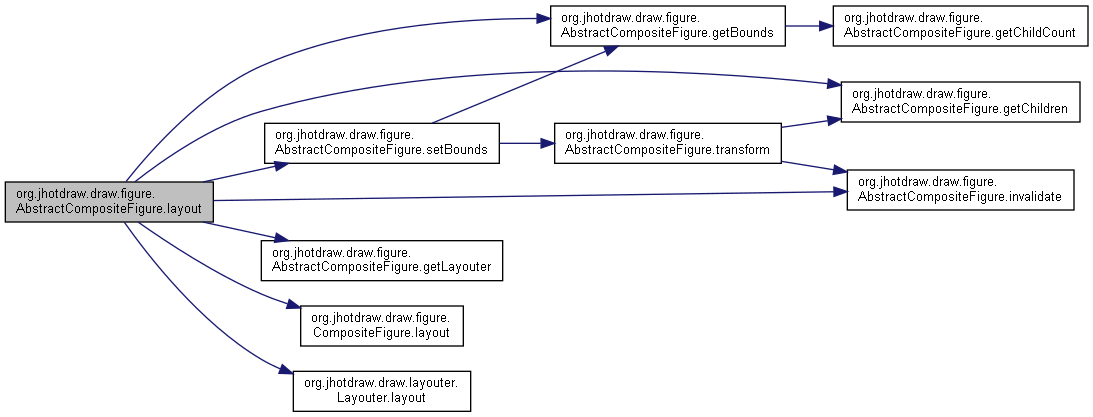 org.jhotdraw.draw.figure.
AbstractCompositeFigure.layout
org.jhotdraw.draw.figure.
AbstractCompositeFigure.getBounds
org.jhotdraw.draw.figure.
AbstractCompositeFigure.getChildCount
org.jhotdraw.draw.figure.
AbstractCompositeFigure.getChildren
org.jhotdraw.draw.figure.
AbstractCompositeFigure.setBounds
org.jhotdraw.draw.figure.
AbstractCompositeFigure.transform
org.jhotdraw.draw.figure.
AbstractCompositeFigure.invalidate
org.jhotdraw.draw.figure.
AbstractCompositeFigure.getLayouter
org.jhotdraw.draw.figure.
CompositeFigure.layout
org.jhotdraw.draw.layouter.
Layouter.layout